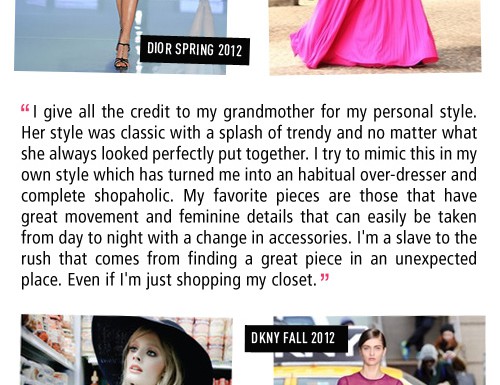 DIOR SPRING 2012
“I give all the credit to my grandmother for my personal style.
Her style was classic with a splash of trendy and no matter what
she always looked perfectly put together. I try to mimic this in my
own style which has turned me into an habitual over-dresser and
complete shopaholic. My favorite pieces are those that have
great movement and feminine details that can easily be taken
from day to night with a change in accessories. I'm a slave to the
rush that comes from finding a great piece in an unexpected
place. Even if I'm just shopping my closet.”
DKNY FALL 2012